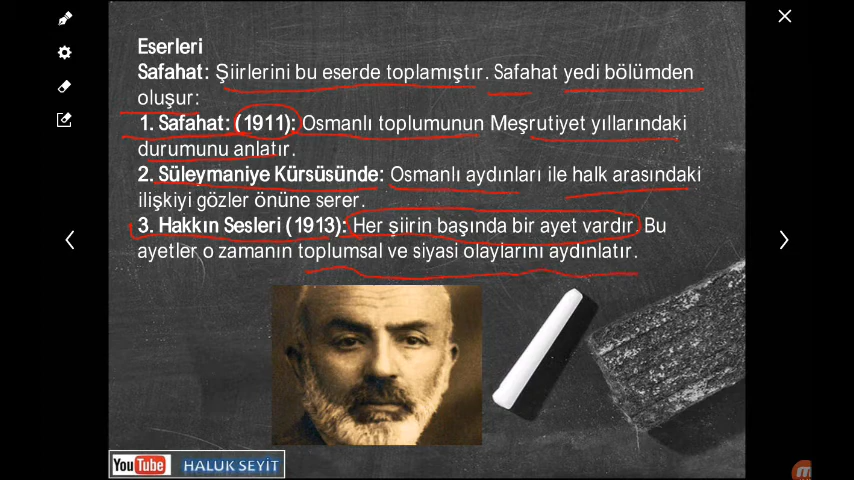 Eserleri
Safahat: Şiirlerini bu eserde toplamıştır. Safahat yedi bölümden
oluşur:
1. Safahat: (1911): Osmanlı toplumunun Meşrutiyet yıllarındaki
durumunu anlatır.
2. Süleymaniye Kürsüsünde: Osmanlı aydınları ile halk arasındaki
ilişkiyi gözler önüne serer.
3. Hakkın Sesleri (1913): Her şiirin başında bir ayet vardır. Bu
ayetler o zamanın toplumsal ve siyasi olaylarını aydınlatır.
YouTube HALUK SEYİT